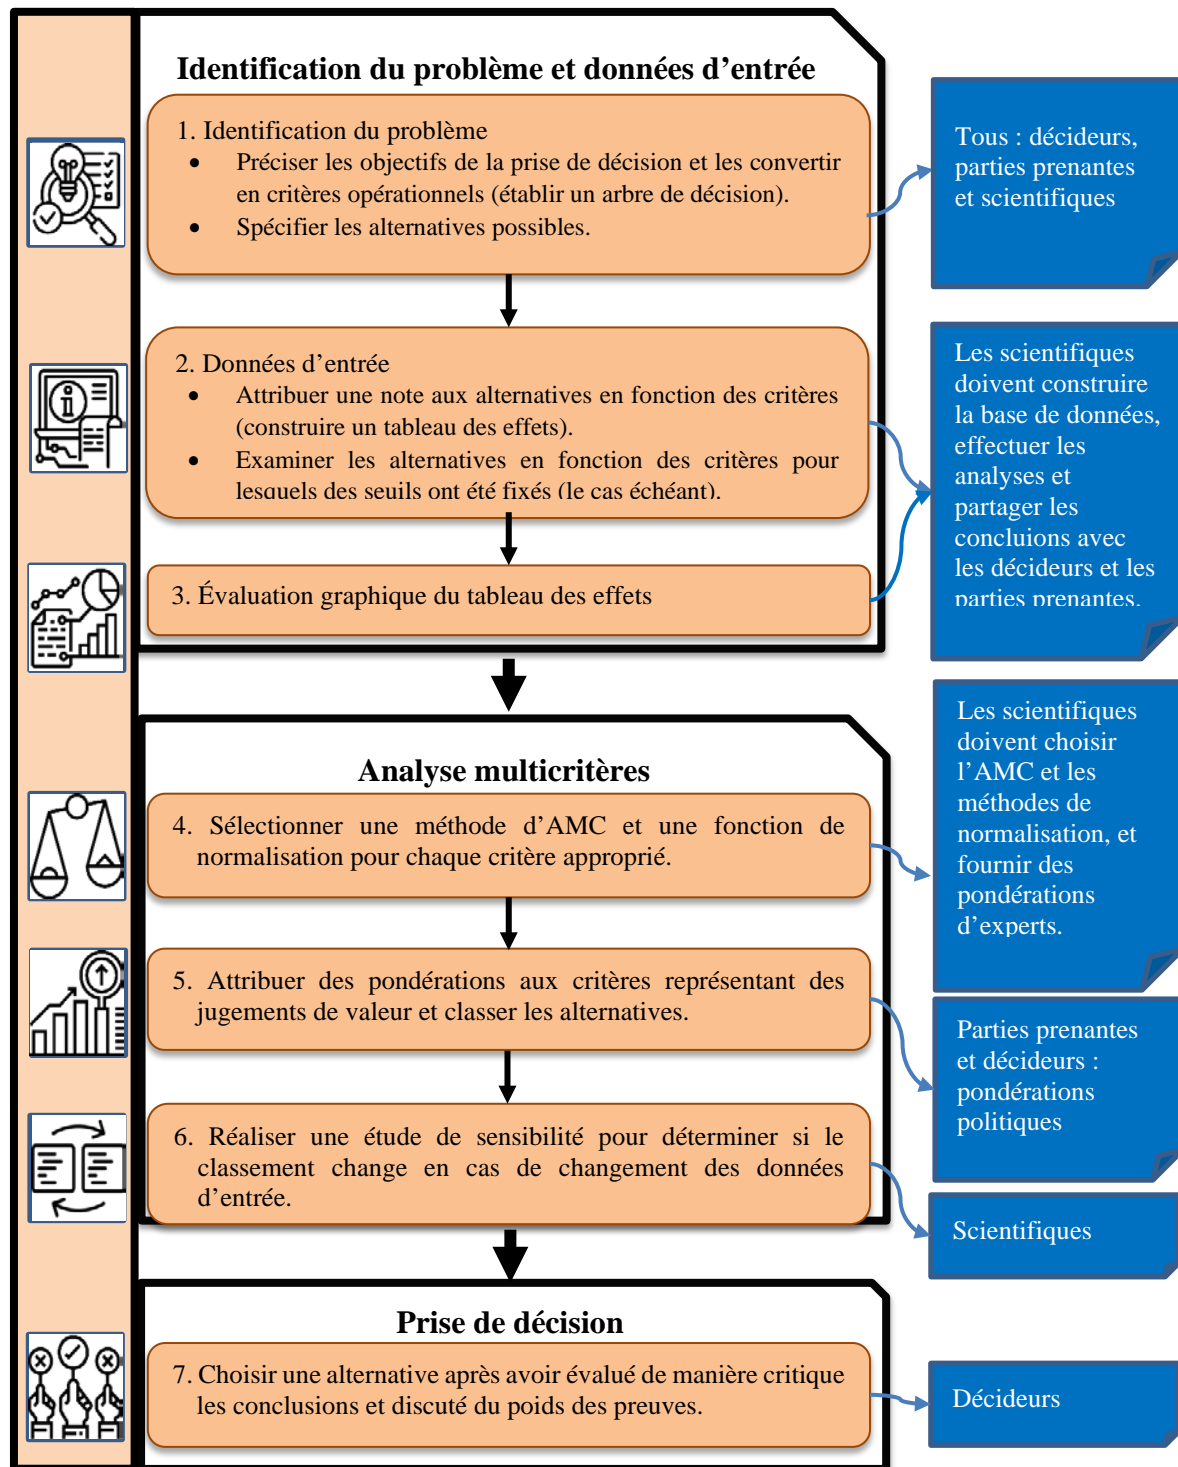 Identification du problème et données d’entrée
1. Identification du problème
• Préciser les objectifs de la prise de décision et les convertir
en critères opérationnels (établir un arbre de décision).
• Spécifier les alternatives possibles.
Tous : décideurs,
parties prenantes
et scientifiques
2. Données d’entrée
• Attribuer une note aux alternatives en fonction des critères
(construire un tableau des effets).
• Examiner les alternatives en fonction des critères pour
lesquels des seuils ont été fixés (le cas échéant).
3. Évaluation graphique du tableau des effets
Les scientifiques
doivent construire
la base de données,
effectuer les
analyses et
partager les
concluions avec
les décideurs et les
parties prenantes.
Analyse multicritères
4. Sélectionner une méthode d’AMC et une fonction de
normalisation pour chaque critère approprié.
Les scientifiques
doivent choisir
l’AMC et les
méthodes de
normalisation, et
fournir des
pondérations
d’experts.
5. Attribuer des pondérations aux critères représentant des
jugements de valeur et classer les alternatives.
Parties prenantes
et décideurs :
pondérations
politiques
6. Réaliser une étude de sensibilité pour déterminer si le
classement change en cas de changement des données
d’entrée.
Scientifiques
Prise de décision
7. Choisir une alternative après avoir évalué de manière critique
les conclusions et discuté du poids des preuves.
Décideurs